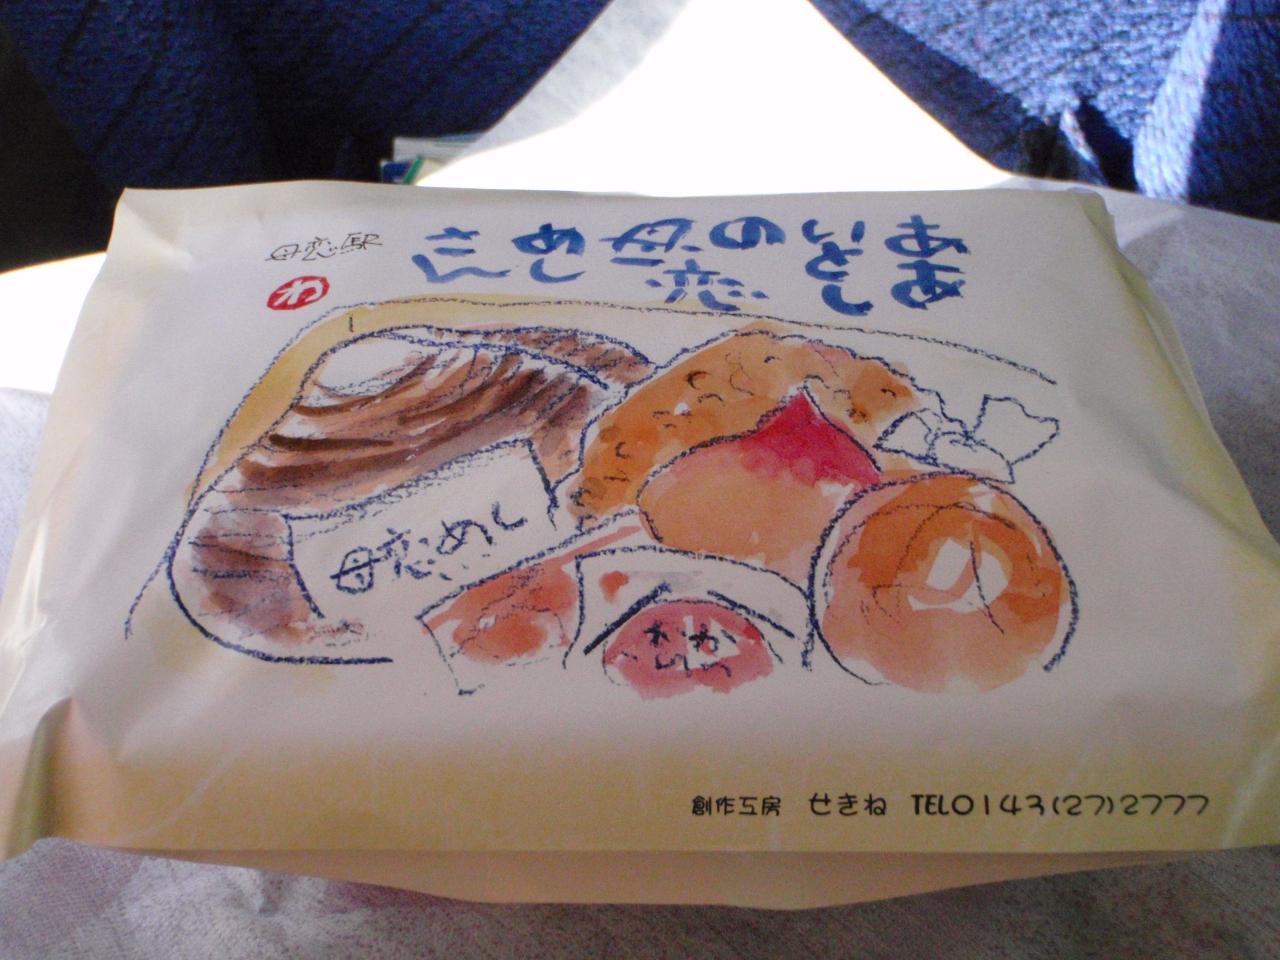 ああ
いとし
の母恋
めし
さん
母恋駅
わ
母恋めし
創作工房 せきね TEL0143(27)2777